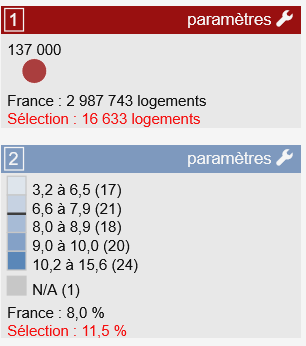 1 paramètres
137 000
France : 2 987 743 logements
Sélection : 16 633 logements
2 paramètres
3,2 à 6,5 (17)
6,6 à 7,9 (21)
8,0 à 8,9 (18)
9,0 à 10,0 (20)
10,2 à 15,6 (24)
N/A (1)
France : 8,0 %
Sélection : 11,5 %